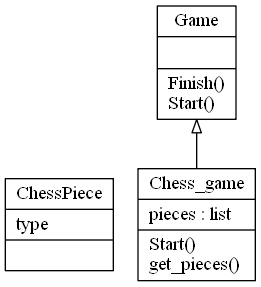 Game
Finish()
Start()
ChessPiece
type
Chess_game
pieces : list
Start()
get_pieces()